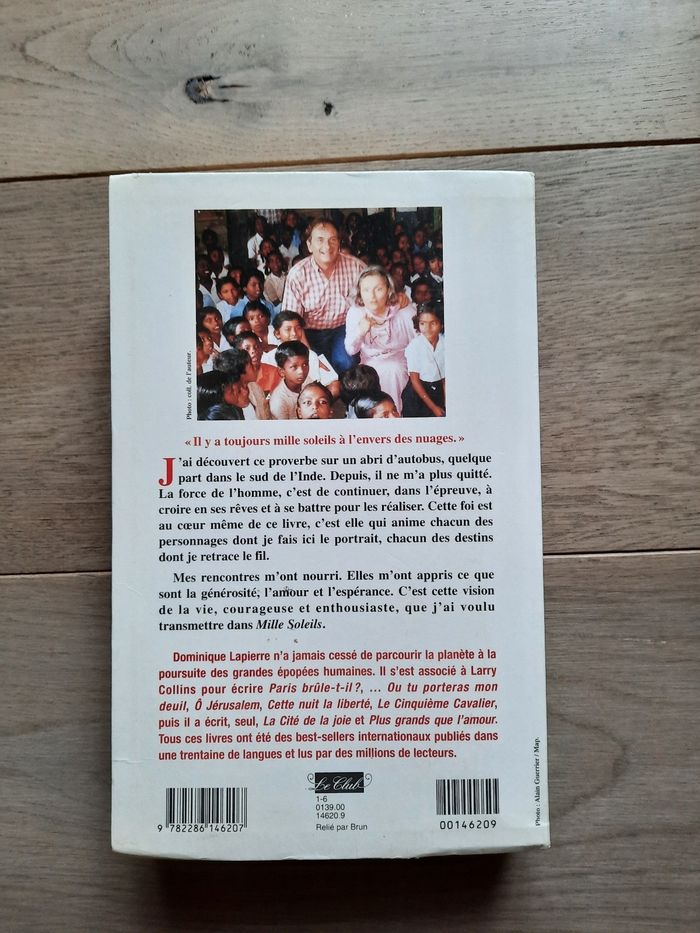 Photo : coll. de l'auteur.
« Il y a toujours mille soleils à l'envers des nuages. »
J'ai découvert ce proverbe sur un abri d'autobus, quelque
part dans le sud de l'Inde. Depuis, il ne m'a plus quitté.
La force de l'homme, c'est de continuer, dans l'épreuve, à
croire en ses rêves et à se battre pour les réaliser. Cette foi est
au cœur même de ce livre, c'est elle qui anime chacun des
personnages dont je fais ici le portrait, chacun des destins
dont je retrace le fil.
Mes rencontres m'ont nourri. Elles m'ont appris ce que
sont la générosité, l'amour et l'espérance. C'est cette vision
de la vie, courageuse et enthousiaste, que j'ai voulu
transmettre dans Mille Soleils.
Dominique Lapierre n'a jamais cessé de parcourir la planète à la
poursuite des grandes épopées humaines. Il s'est associé à Larry
Collins pour écrire Paris brûle-t-il ?, ... Ou tu porteras mon
deuil, Ô Jérusalem, Cette nuit la liberté, Le Cinquième Cavalier,
puis il a écrit, seul, La Cité de la joie et Plus grands que l'amour.
Tous ces livres ont été des best-sellers internationaux publiés dans
une trentaine de langues et lus par des millions de lecteurs.
Le Club
1-6
0139.00
14620.9
Relié par Brun
9 782286 146207
00146209
Photo : Alain Guerrier / Map.